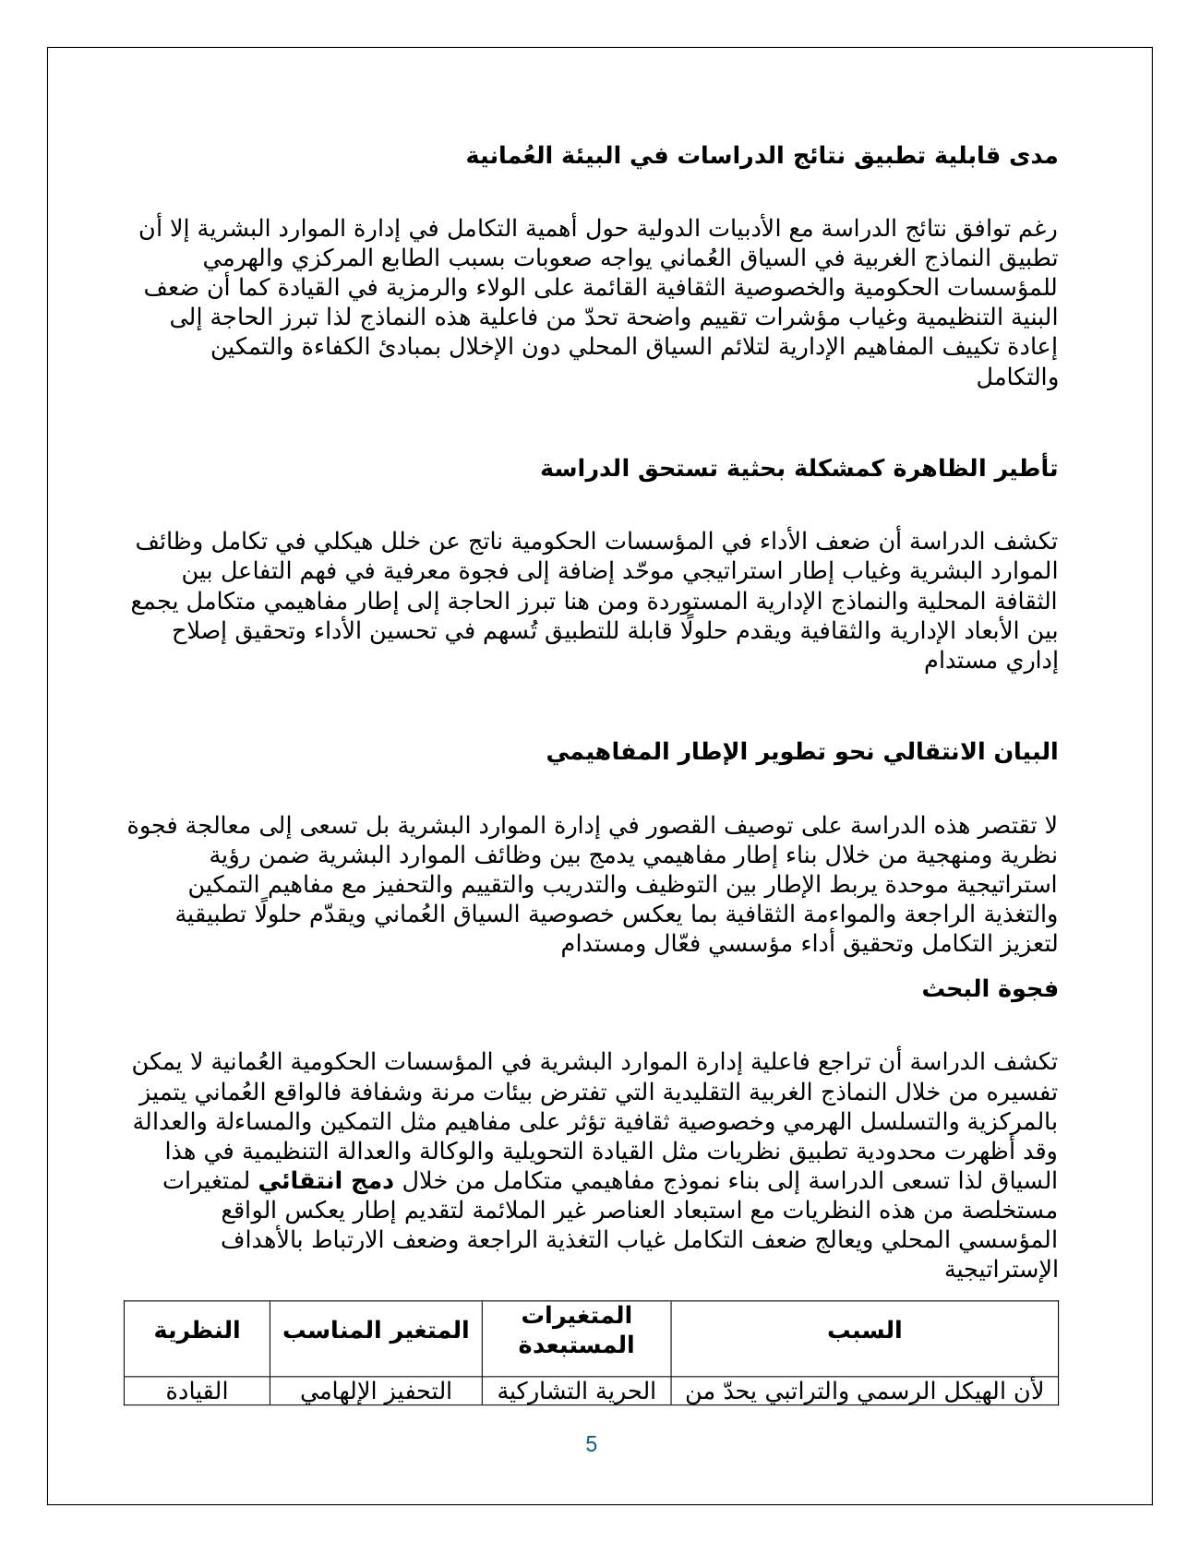 مدى قابلية تطبيق نتائج الدراسات في البيئة العُمانية
رغم توافق نتائج الدراسة مع الأدبيات الدولية حول أهمية التكامل في إدارة الموارد البشرية إلا أن
تطبيق النماذج الغربية في السياق العُماني يواجه صعوبات بسبب الطابع المركزي والهرمي
للمؤسسات الحكومية والخصوصية الثقافية القائمة على الولاء والرمزية في القيادة كما أن ضعف
البنية التنظيمية وغياب مؤشرات تقييم واضحة تحدّ من فاعلية هذه النماذج لذا تبرز الحاجة إلى
إعادة تكييف المفاهيم الإدارية لتلائم السياق المحلي دون الإخلال بمبادئ الكفاءة والتمكين
والتكامل
تأطير الظاهرة كمشكلة بحثية تستحق الدراسة
تكشف الدراسة أن ضعف الأداء في المؤسسات الحكومية ناتج عن خلل هيكلي في تكامل وظائف
الموارد البشرية وغياب إطار استراتيجي موحّد إضافة إلى فجوة معرفية في فهم التفاعل بين
الثقافة المحلية والنماذج الإدارية المستوردة ومن هنا تبرز الحاجة إلى إطار مفاهيمي متكامل يجمع
بين الأبعاد الإدارية والثقافية ويقدم حلولًا قابلة للتطبيق تُسهم في تحسين الأداء وتحقيق إصلاح
إداري مستدام
البيان الانتقالي نحو تطوير الإطار المفاهيمي
لا تقتصر هذه الدراسة على توصيف القصور في إدارة الموارد البشرية بل تسعى إلى معالجة فجوة
نظرية ومنهجية من خلال بناء إطار مفاهيمي يدمج بين وظائف الموارد البشرية ضمن رؤية
استراتيجية موحدة يربط الإطار بين التوظيف والتدريب والتقييم والتحفيز مع مفاهيم التمكين
والتغذية الراجعة والمواءمة الثقافية بما يعكس خصوصية السياق العُماني ويقدّم حلولًا تطبيقية
لتعزيز التكامل وتحقيق أداء مؤسسي فعّال ومستدام
فجوة البحث
تكشف الدراسة أن تراجع فاعلية إدارة الموارد البشرية في المؤسسات الحكومية العُمانية لا يمكن
تفسيره من خلال النماذج الغربية التقليدية التي تفترض بيئات مرنة وشفافة فالواقع العُماني يتميز
بالمركزية والتسلسل الهرمي وخصوصية ثقافية تؤثر على مفاهيم مثل التمكين والمساءلة والعدالة
وقد أظهرت محدودية تطبيق نظريات مثل القيادة التحويلية والوكالة والعدالة التنظيمية في هذا
السياق لذا تسعى الدراسة إلى بناء نموذج مفاهيمي متكامل من خلال دمج انتقائي لمتغيرات
مستخلصة من هذه النظريات مع استبعاد العناصر غير الملائمة لتقديم إطار يعكس الواقع
المؤسسي المحلي ويعالج ضعف التكامل غياب التغذية الراجعة وضعف الارتباط بالأهداف
الإستراتيجية
السبب المتغيرات المستبعدة المتغير المناسب النظرية
لأن الهيكل الرسمي والتراتبي يحدّ من الحرية التشاركية التحفيز الإلهامي القيادة
5